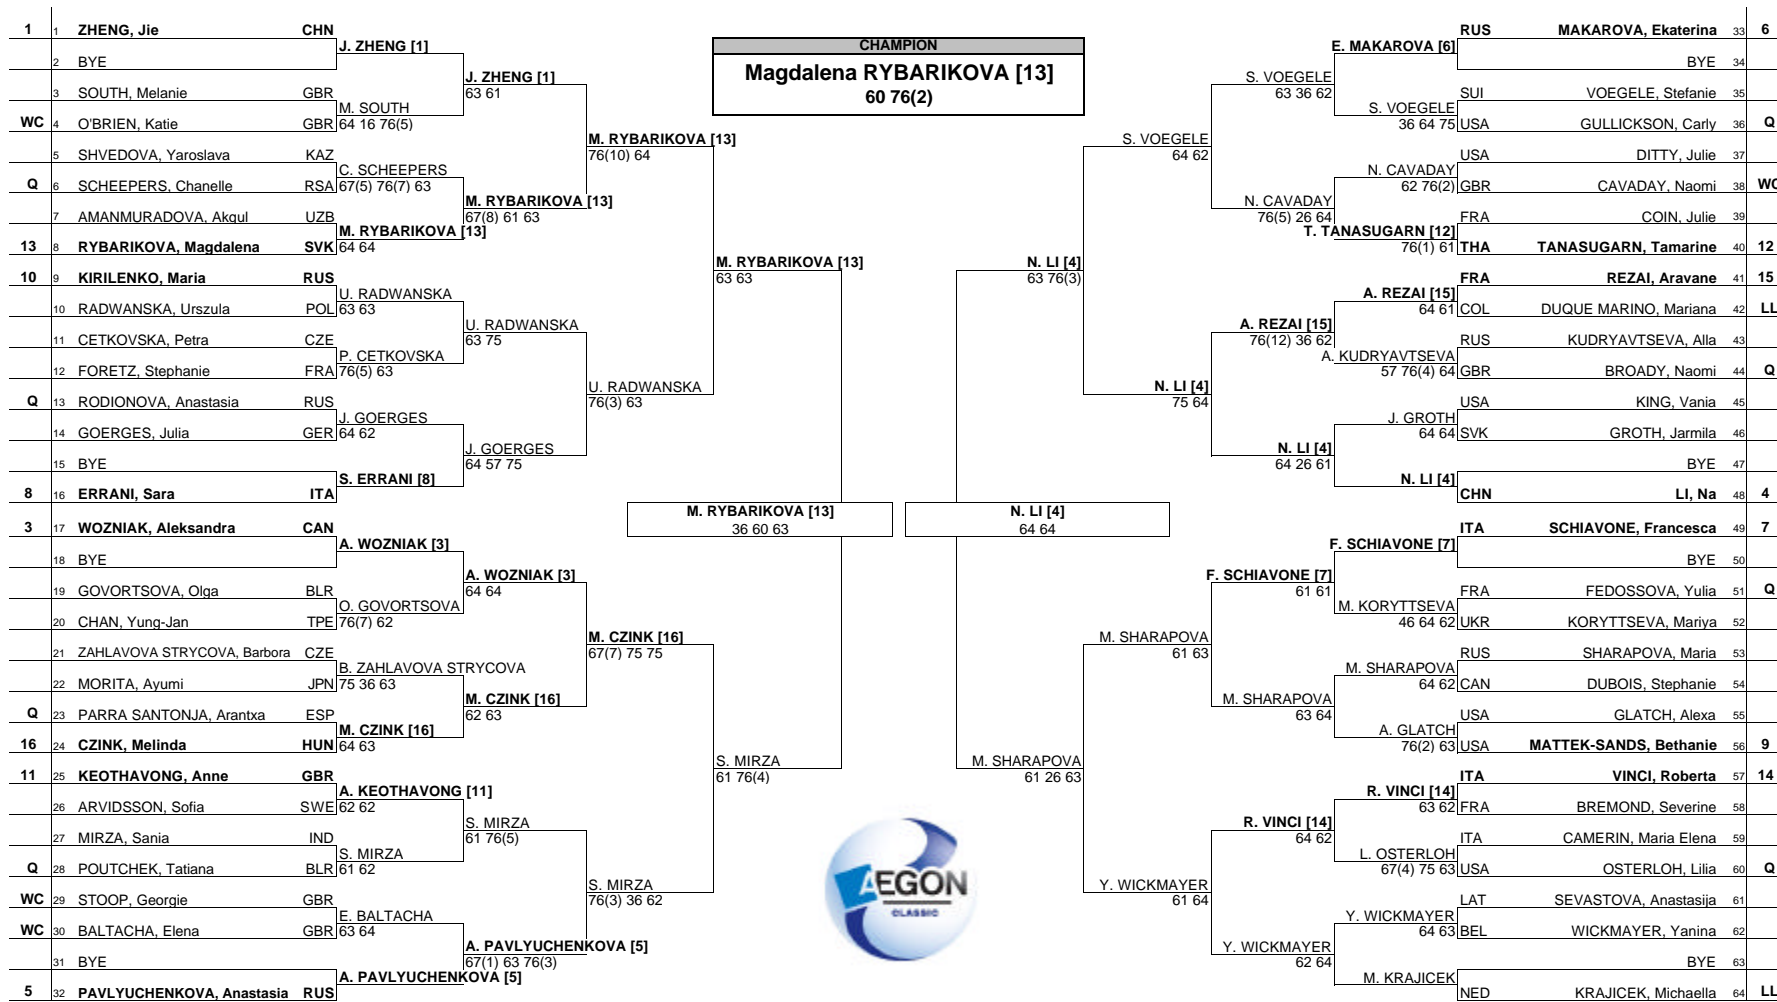 CHAMPION
Magdalena RYBARIKOVA [13]
60 76(2)
1 1 ZHENG, Jie CHN
2 BYE
3 SOUTH, Melanie GBR
WC 4 O'BRIEN, Katie GBR
5 SHVEDOVA, Yaroslava KAZ
Q 6 SCHEEPERS, Chanelle RSA
7 AMANMURADOVA, Akgul UZB
13 8 RYBARIKOVA, Magdalena SVK
10 9 KIRILENKO, Maria RUS
10 RADWANSKA, Urszula POL
11 CETKOVSKA, Petra CZE
12 FORETZ, Stephanie FRA
Q 13 RODIONOVA, Anastasia RUS
14 GOERGES, Julia GER
15 BYE
8 16 ERRANI, Sara ITA
3 17 WOZNIAK, Aleksandra CAN
18 BYE
19 GOVORTSOVA, Olga BLR
20 CHAN, Yung-Jan TPE
21 ZAHLAVOVA STRYCOVA, Barbora CZE
22 MORITA, Ayumi JPN
Q 23 PARRA SANTONJA, Arantxa ESP
16 24 CZINK, Melinda HUN
11 25 KEOTHAVONG, Anne GBR
26 ARVIDSSON, Sofia SWE
27 MIRZA, Sania IND
Q 28 POUTCHEK, Tatiana BLR
WC 29 STOOP, Georgie GBR
WC 30 BALTACHA, Elena GBR
31 BYE
5 32 PAVLYUCHENKOVA, Anastasia RUS
J. ZHENG [1]
M. SOUTH
64 16 76(5)
C. SCHEEPERS
67(5) 76(7) 63
M. RYBARIKOVA [13]
64 64
U. RADWANSKA
63 63
P. CETKOVSKA
76(5) 63
J. GOERGES
64 62
S. ERRANI [8]
A. WOZNIAK [3]
O. GOVORTSOVA
76(7) 62
B. ZAHLAVOVA STRYCOVA
75 36 63
M. CZINK [16]
64 63
A. KEOTHAVONG [11]
62 62
S. MIRZA
61 62
E. BALTACHA
63 64
A. PAVLYUCHENKOVA [5]
J. ZHENG [1]
63 61
M. RYBARIKOVA [13]
67(8) 61 63
U. RADWANSKA
63 75
J. GOERGES
64 57 75
A. WOZNIAK [3]
64 64
M. CZINK [16]
62 63
S. MIRZA
61 76(5)
A. PAVLYUCHENKOVA [5]
67(1) 63 76(3)
M. RYBARIKOVA [13]
76(10) 64
U. RADWANSKA
76(3) 63
M. CZINK [16]
67(7) 75 75
S. MIRZA
76(3) 36 62
M. RYBARIKOVA [13]
63 63
S. MIRZA
61 76(4)
M. RYBARIKOVA [13]
36 60 63
N. LI [4]
64 64
N. LI [4]
63 76(3)
M. SHARAPOVA
61 26 63
S. VOEGELE
64 62
N. LI [4]
75 64
M. SHARAPOVA
61 63
Y. WICKMAYER
61 64
S. VOEGELE
63 36 62
N. CAVADAY
76(5) 26 64
A. REZAI [15]
76(12) 36 62
N. LI [4]
64 26 61
F. SCHIAVONE [7]
61 61
M. SHARAPOVA
63 64
R. VINCI [14]
64 62
Y. WICKMAYER
62 64
E. MAKAROVA [6]
S. VOEGELE
36 64 75
N. CAVADAY
62 76(2)
T. TANASUGARN [12]
76(1) 61
A. REZAI [15]
64 61
A. KUDRYAVTSEVA
57 76(4) 64
J. GROTH
64 64
N. LI [4]
F. SCHIAVONE [7]
M. KORYTTSEVA
46 64 62
M. SHARAPOVA
64 62
A. GLATCH
76(2) 63
R. VINCI [14]
63 62
L. OSTERLOH
67(4) 75 63
Y. WICKMAYER
64 63
M. KRAJICEK
RUS MAKAROVA, Ekaterina 33 6
BYE 34
SUI VOEGELE, Stefanie 35
USA GULLICKSON, Carly 36 Q
USA DITTY, Julie 37
GBR CAVADAY, Naomi 38 WC
FRA COIN, Julie 39
THA TANASUGARN, Tamarine 40 12
FRA REZAI, Aravane 41 15
COL DUQUE MARINO, Mariana 42 LL
RUS KUDRYAVTSEVA, Alla 43
GBR BROADY, Naomi 44 Q
USA KING, Vania 45
SVK GROTH, Jarmila 46
BYE 47
CHN LI, Na 48 4
ITA SCHIAVONE, Francesca 49 7
BYE 50
FRA FEDOSSOVA, Yulia 51 Q
UKR KORYTTSEVA, Mariya 52
RUS SHARAPOVA, Maria 53
CAN DUBOIS, Stephanie 54
USA GLATCH, Alexa 55
USA MATTEK-SANDS, Bethanie 56 9
ITA VINCI, Roberta 57 14
FRA BREMOND, Severine 58
ITA CAMERIN, Maria Elena 59
USA OSTERLOH, Lilia 60 Q
LAT SEVASTOVA, Anastasija 61
BEL WICKMAYER, Yanina 62
BYE 63
NED KRAJICEK, Michaella 64 LL
AEGON
CLASSIC